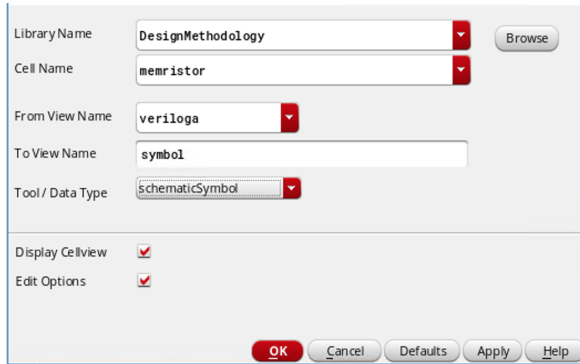 Library Name DesignMethodology Browse
Cell Name memristor
From View Name veriloga
To View Name symbol
Tool / Data Type schematicSymbol
Display Cellview
Edit Options
OK Cancel Defaults Apply Help